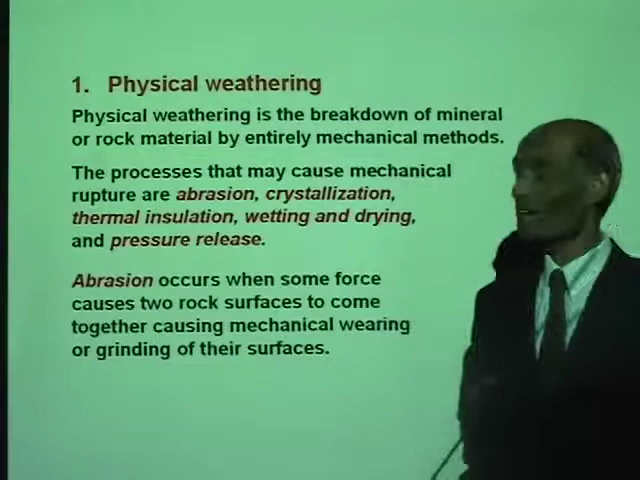 1. Physical weathering
Physical weathering is the breakdown of mineral
or rock material by entirely mechanical methods.
The processes that may cause mechanical
rupture are abrasion, crystallization,
thermal insulation, wetting and drying,
and pressure release.
Abrasion occurs when some force
causes two rock surfaces to come
together causing mechanical wearing
or grinding of their surfaces.